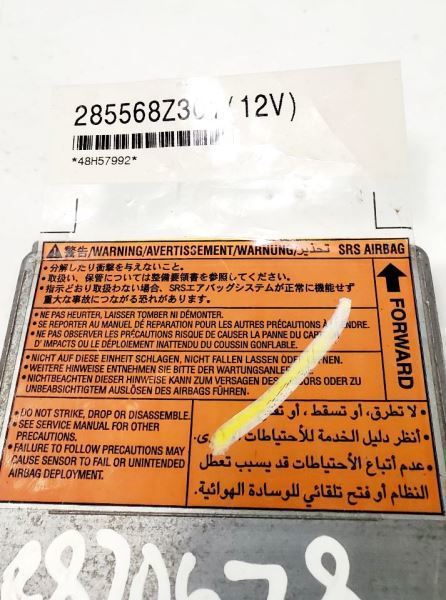 (12V)
*48H57992*
警告/WARNING/AVERTISSEMENT/WARNUNG/تحذير SRS AIRBAG
•分解したり衝撃を与えないこと。
•取扱い、保管については整備要領書を参照してください。
•指示どおり取扱わない場合、SRSエアバッグシステムが正常に機能せず
重大な事故につながる恐れがあります。
FORWARD
•NE PAS HEURTER, LAISSER TOMBER NI DÉMONTER.
•SE REPORTER AU MANUEL DE RÉPARATION POUR LES AUTRES PRÉCAUTIONS À
•NE PAS OBSERVER LES PRÉCAUTIONS RISQUE DE CAUSER LA PANNE DU
D' IMPACTS OU LE DÉPLOIEMENT INATTENDU DU COUSSIN GONFLABLE.
•NICHT AUF DIESE EINHEIT SCHLAGEN, NICHT FALLEN LASSEN ODER
•WEITERE HINWEISE ENTNEHMEN SIE BITTE DER WARTUNGSANLEITUNG.
•NICHTBEACHTEN DIESER HINWEISE KANN ZUM VERSAGEN DES ODER ZU
UNBEABSICHTIGTEM AUSLÖSEN DES AIRBAGS FÜHREN.
•DO NOT STRIKE, DROP OR DISASSEMBLE.
•SEE SERVICE MANUAL FOR OTHER
PRECAUTIONS.
•FAILURE TO FOLLOW PRECAUTIONS MAY
CAUSE SENSOR TO FAIL OR UNINTENDED
AIRBAG DEPLOYMENT.
•لا تطرق، أو تسقط، أو
•أنظر دليل الخدمة للأحتياطات
•عدم أتباع الأحتياطات قد يسبب تعطل
النظام أو فتح تلقائي للوسادة الهوائية.